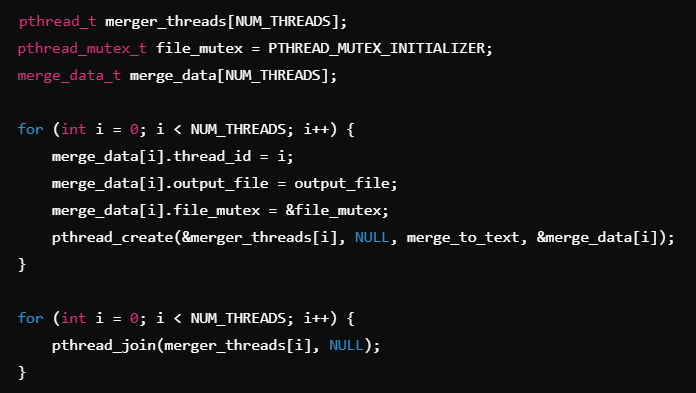 pthread_t merger_threads[NUM_THREADS];
pthread_mutex_t file_mutex = PTHREAD_MUTEX_INITIALIZER;
merge_data_t merge_data[NUM_THREADS];

for (int i = 0; i < NUM_THREADS; i++) {
    merge_data[i].thread_id = i;
    merge_data[i].output_file = output_file;
    merge_data[i].file_mutex = &file_mutex;
    pthread_create(&merger_threads[i], NULL, merge_to_text, &merge_data[i]);
}

for (int i = 0; i < NUM_THREADS; i++) {
    pthread_join(merger_threads[i], NULL);
}